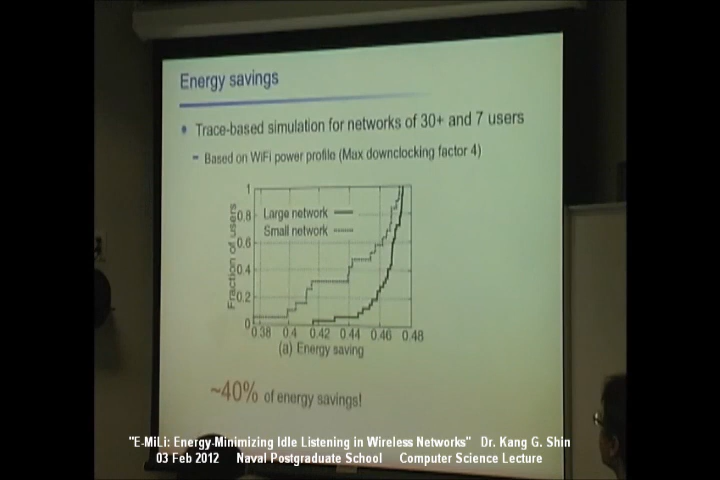 Energy savings
• Trace-based simulation for networks of 30+ and 7 users
– Based on WiFi power profile (Max downclocking factor 4)
1
0.8
0.6
0.4
0.2
0
Fraction of users
Large network
Small network
0.38 0.4 0.42 0.44 0.46 0.48
(a) Energy saving
~40% of energy savings!
"E-MiLi: Energy-Minimizing Idle Listening in Wireless Networks" Dr. Kang G. Shin
03 Feb 2012 Naval Postgraduate School Computer Science Lecture